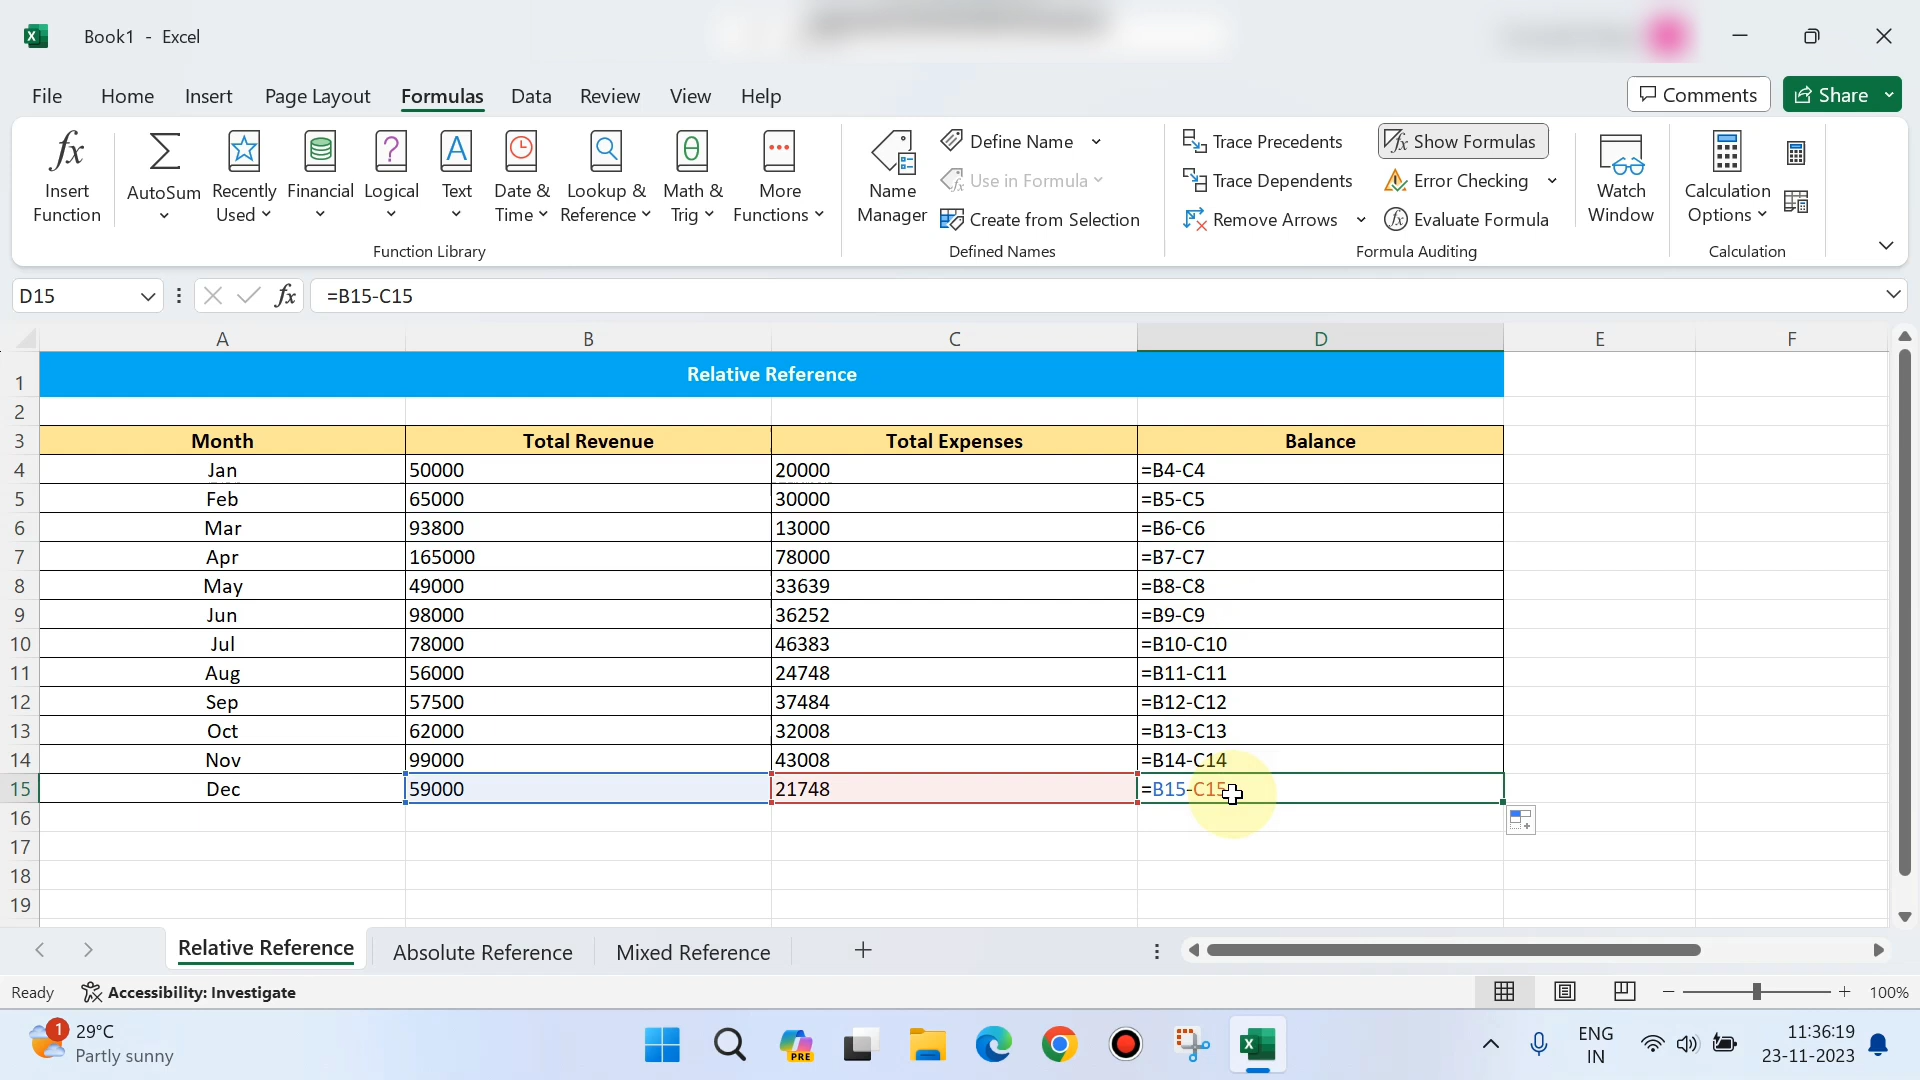 Book1 - Excel
File Home Insert Page Layout Formulas Data Review View Help Comments Share
Insert Function
AutoSum
Recently Used
Financial
Logical
Text
Date & Time
Lookup & Reference
Math & Trig
More Functions
Function Library
Name Manager
Define Name
Use in Formula
Create from Selection
Defined Names
Trace Precedents
Trace Dependents
Remove Arrows
Show Formulas
Error Checking
Evaluate Formula
Formula Auditing
Watch Window
Calculation Options
Calculation
D15 fx =B15-C15
A B C D E F
1 Relative Reference
2
3 Month Total Revenue Total Expenses Balance
4 Jan 50000 20000 =B4-C4
5 Feb 65000 30000 =B5-C5
6 Mar 93800 13000 =B6-C6
7 Apr 165000 78000 =B7-C7
8 May 49000 33639 =B8-C8
9 Jun 98000 36252 =B9-C9
10 Jul 78000 46383 =B10-C10
11 Aug 56000 24748 =B11-C11
12 Sep 57500 37484 =B12-C12
13 Oct 62000 32008 =B13-C13
14 Nov 99000 43008 =B14-C14
15 Dec 59000 21748 =B15-C15
16
17
18
19
Relative Reference Absolute Reference Mixed Reference
Ready Accessibility: Investigate 100%
1 29°C
Partly sunny
PRE
ENG
IN
11:36:19
23-11-2023